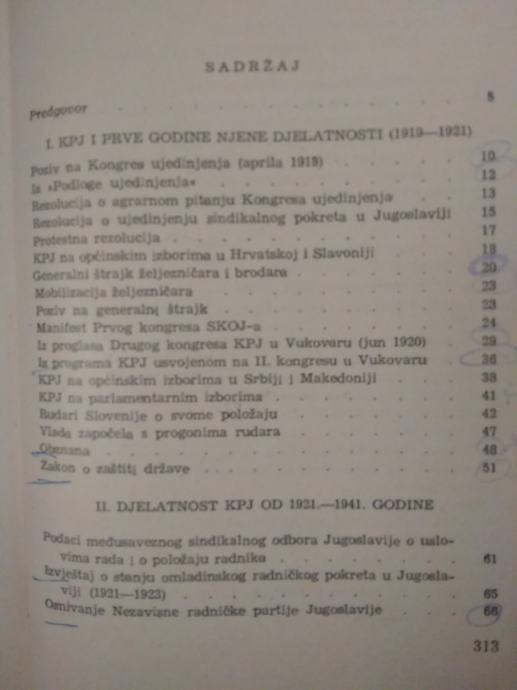 SADRŽAJ
Predgovor . . . . . . . . . . 5
I. KPJ I PRVE GODINE NJENE DJELATNOSTI (1919—1921)
Poziv na Kongres ujedinjenja (aprila 1919) . . . . 10
Iz »Podloge ujedinjenja« . . . . . . . . 12
Rezolucija o agrarnom pitanju Kongresa ujedinjenja . . 13
Rezolucija o ujedinjenju sindikalnog pokreta u Jugoslaviji 15
Protestna rezolucija . . . . . . . . . 17
KPJ na općinskim izborima u Hrvatskoj i Slavoniji . . 18
Generalni štrajk željezničara i brodara . . . . . 20
Mobilizacija željezničara . . . . . . . . 23
Poziv na generalni štrajk . . . . . . . . 23
Manifest Prvog kongresa SKOJ-a . . . . . . 24
Iz proglasa Drugog kongresa KPJ u Vukovaru (jun 1920) . 29
Iz programa KPJ usvojenom na II. kongresu u Vukovaru . 36
KPJ na općinskim izborima u Srbiji i Makedoniji . . . 38
KPJ na parlamentarnim izborima . . . . . . 41
Rudari Slovenije o svome položaju . . . . . . 42
Vlada započela s progonima rudara . . . . . . 47
Obznana . . . . . . . . . . . 48
Zakon o zaštiti države . . . . . . . . . 51
II. DJELATNOST KPJ OD 1921.—1941. GODINE
Podaci međusaveznog sindikalnog odbora Jugoslavije o uslo-
vima rada i o položaju radnika . . . . . . 61
Izvještaj o stanju omladinskog radničkog pokreta u Jugosla-
viji (1921—1923) . . . . . . . . . 65
Osnivanje Nezavisne radničke partije Jugoslavije . . . 66
313